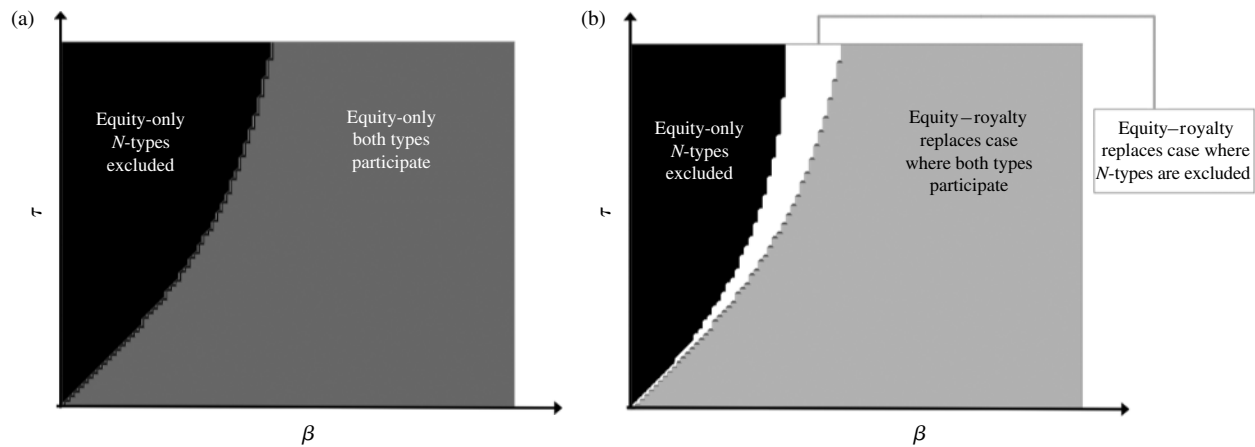 (a)
τ
Equity-only
N-types
excluded
Equity-only
both types
participate
β
(b)
τ
Equity-only
N-types
excluded
Equity–royalty
replaces case
where both types
participate
Equity–royalty
replaces case where
N-types are excluded
β